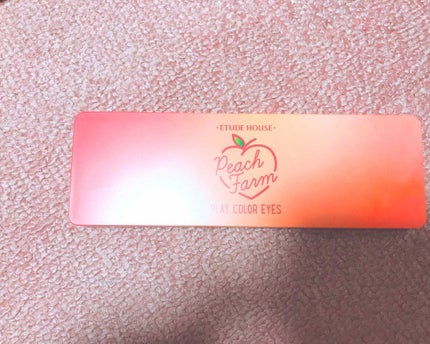 ·ETUDE HOUSE·
Peach
Farm
PLAY COLOR EYES